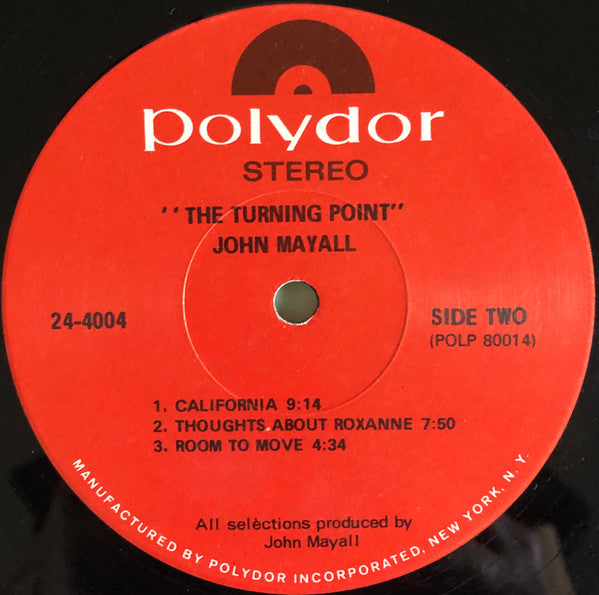 polydor
STEREO
''THE TURNING POINT''
JOHN MAYALL
24-4004
SIDE TWO
(POLP 80014)
1. CALIFORNIA 9:14
2. THOUGHTS ABOUT ROXANNE 7:50
3. ROOM TO MOVE 4:34
All selèctions produced by
John Mayall
MANUFACTURED BY POLYDOR INCORPORATED, NEW YORK, N. Y.